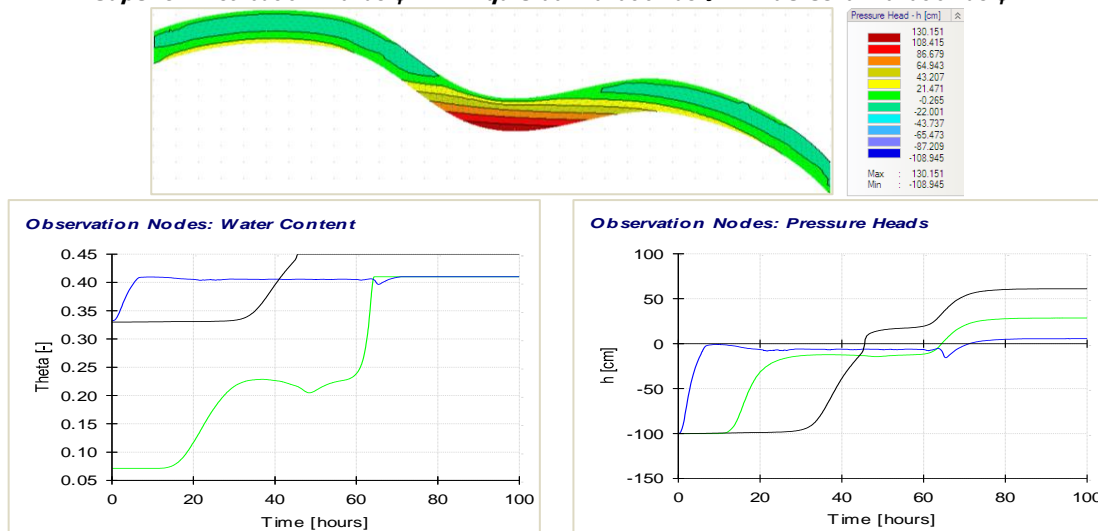 Pressure Head - h [cm]
130.151
108.415
86.679
64.943
43.207
21.471
-0.265
-22.001
-43.737
-65.473
-87.209
-108.945
Max : 130.151
Min : -108.945
Observation Nodes: Water Content
0.45
0.40
0.35
0.30
0.25
0.20
0.15
0.10
0.05
Theta [-]
0 20 40 60 80 100
Time [hours]
Observation Nodes: Pressure Heads
100
50
0
-50
-100
-150
h [cm]
0 20 40 60 80 100
Time [hours]